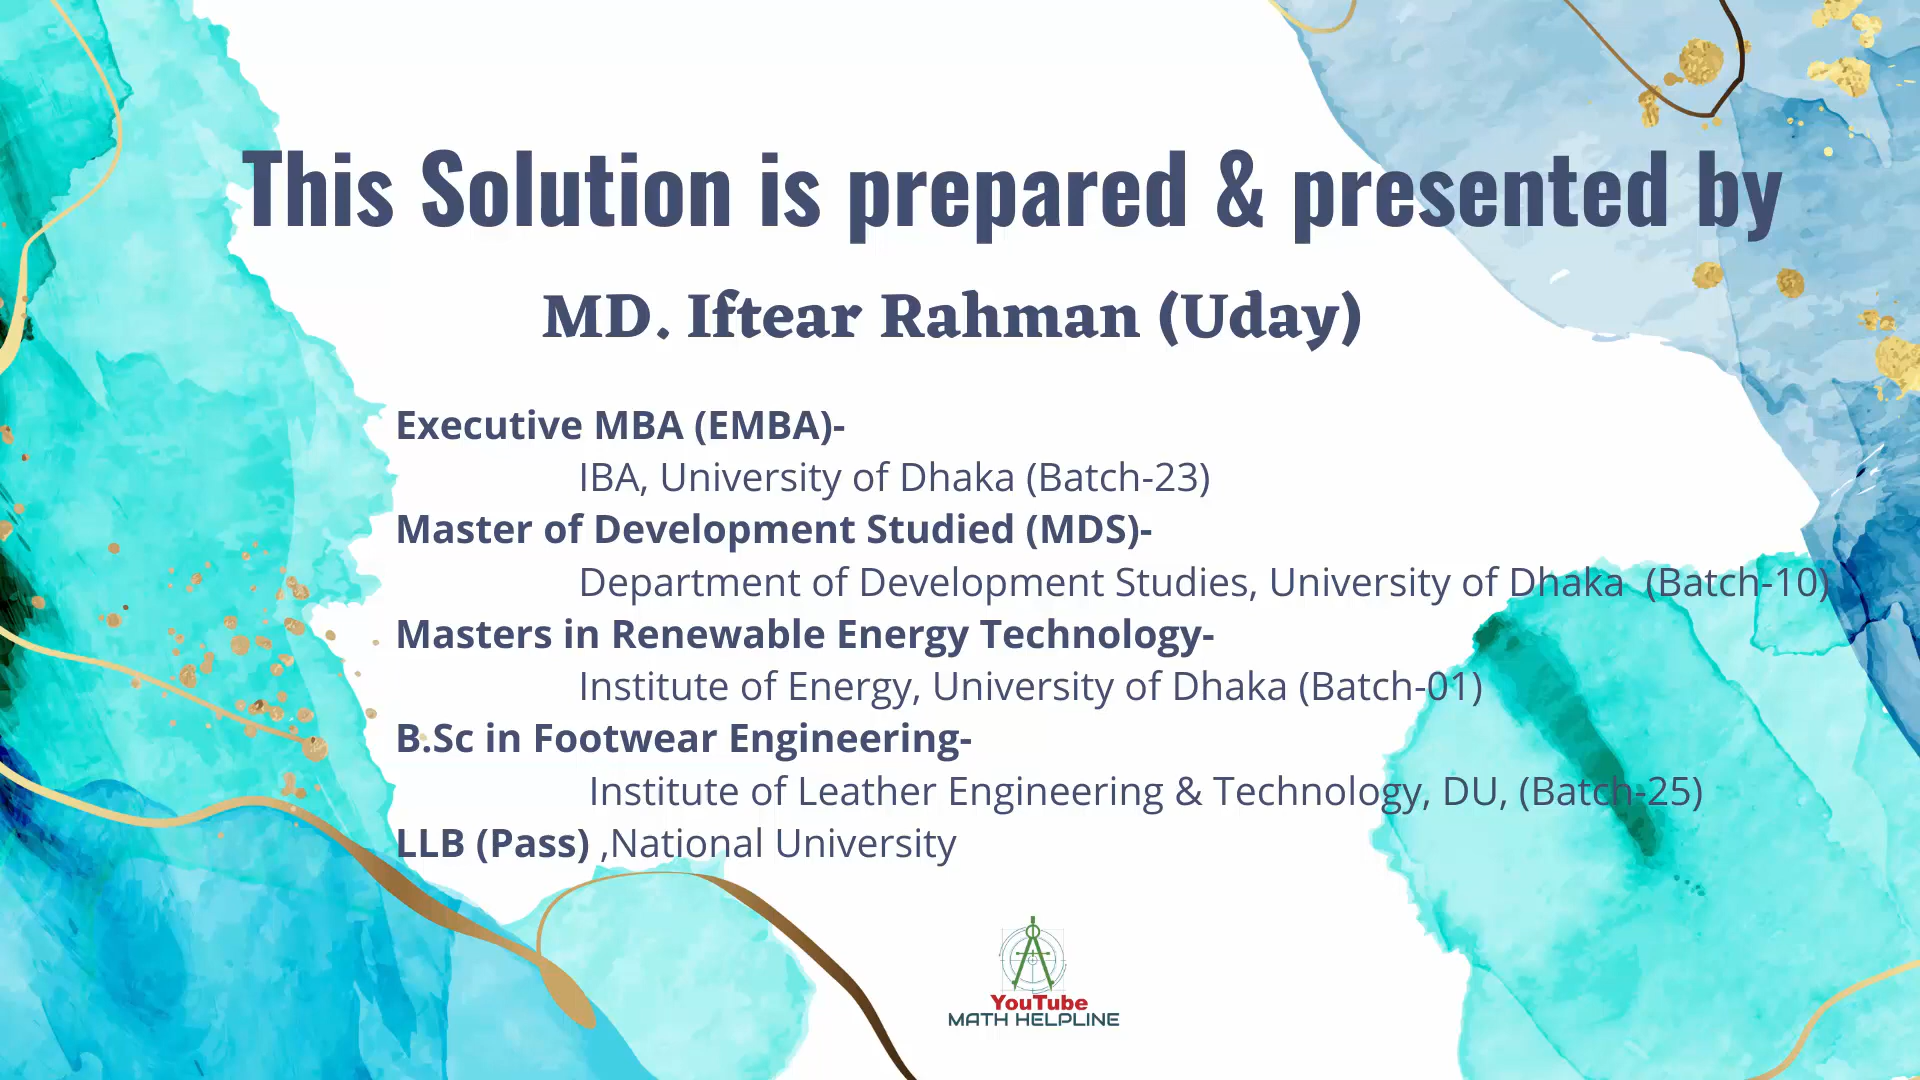 This Solution is prepared & presented by
MD. Iftear Rahman (Uday)
Executive MBA (EMBA)-
IBA, University of Dhaka (Batch-23)
Master of Development Studied (MDS)-
Department of Development Studies, University of Dhaka (Batch-10)
Masters in Renewable Energy Technology-
Institute of Energy, University of Dhaka (Batch-01)
B.Sc in Footwear Engineering-
Institute of Leather Engineering & Technology, DU, (Batch-25)
LLB (Pass) ,National University
YouTube
MATH HELPLINE